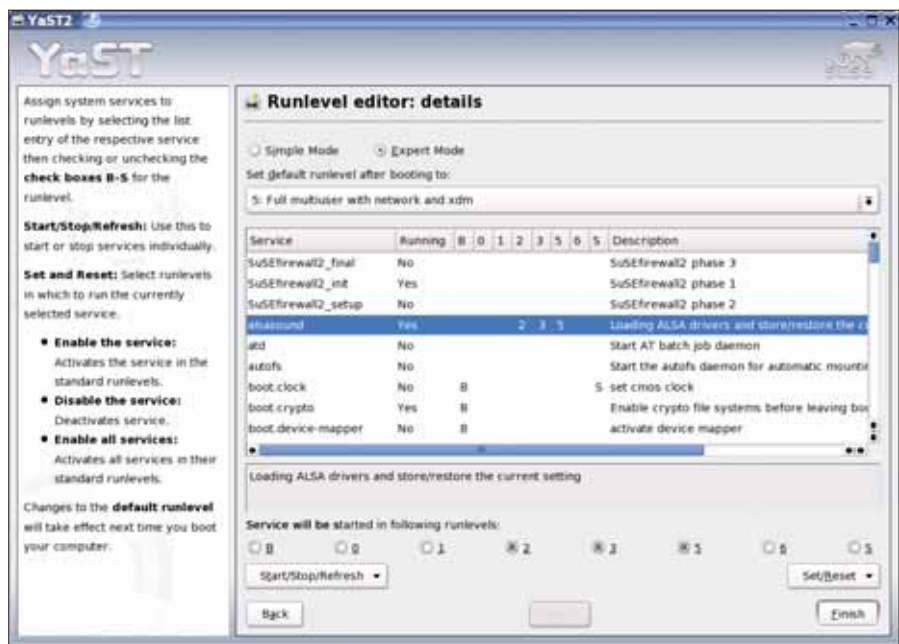 YaST2
YaST
Assign system services to
runlevels by selecting the list
entry of the respective service
then checking or unchecking the
check boxes B-S for the
runlevel.
Start/Stop/Refresh: Use this to
start or stop services individually.
Set and Reset: Select runlevels
in which to run the currently
selected service.
Enable the service:
Activates the service in the
standard runlevels.
Disable the service:
Deactivates service.
Enable all services:
Activates all services in their
standard runlevels.
Changes to the default runlevel
will take effect next time you boot
your computer.
Runlevel editor: details
Simple Mode Expert Mode
Set default runlevel after booting to:
5: Full multiuser with network and xdm
Service Running B 0 1 2 3 5 6 S Description
SuSEfirewall2_final No SuSEfirewall2 phase 3
SuSEfirewall2_init Yes SuSEfirewall2 phase 1
SuSEfirewall2_setup No SuSEfirewall2 phase 2
alsasound Yes 2 3 5 Loading ALSA drivers and store/restore the
atd No Start AT batch job daemon
autofs No Start the autofs daemon for automatic mountin
boot.clock No B S set cmos clock
boot.crypto Yes B Enable crypto file systems before leaving boo
boot.device-mapper No B activate device mapper
Loading ALSA drivers and store/restore the current setting
Service will be started in following runlevels:
B 0 1 2 3 5 6 S
Start/Stop/Refresh Set/Reset
Back Finish